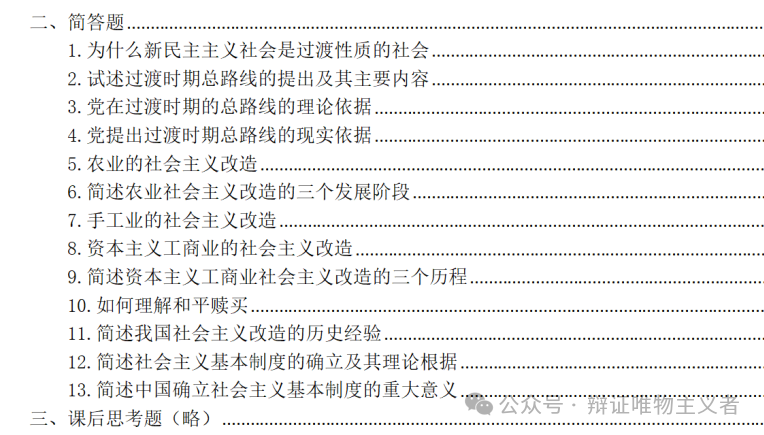 二、简答题
1.为什么新民主主义社会是过渡性质的社会
2.试述过渡时期总路线的提出及其主要内容
3.党在过渡时期的总路线的理论依据
4.党提出过渡时期总路线的现实依据
5.农业的社会主义改造
6.简述农业社会主义改造的三个发展阶段
7.手工业的社会主义改造
8.资本主义工商业的社会主义改造
9.简述资本主义工商业社会主义改造的三个历程
10.如何理解和平赎买
11.简述我国社会主义改造的历史经验
12.简述社会主义基本制度的确立及其理论根据
13.简述中国确立社会主义基本制度的重大意义
三、课后思考题（略）
公众号·辩证唯物主义者